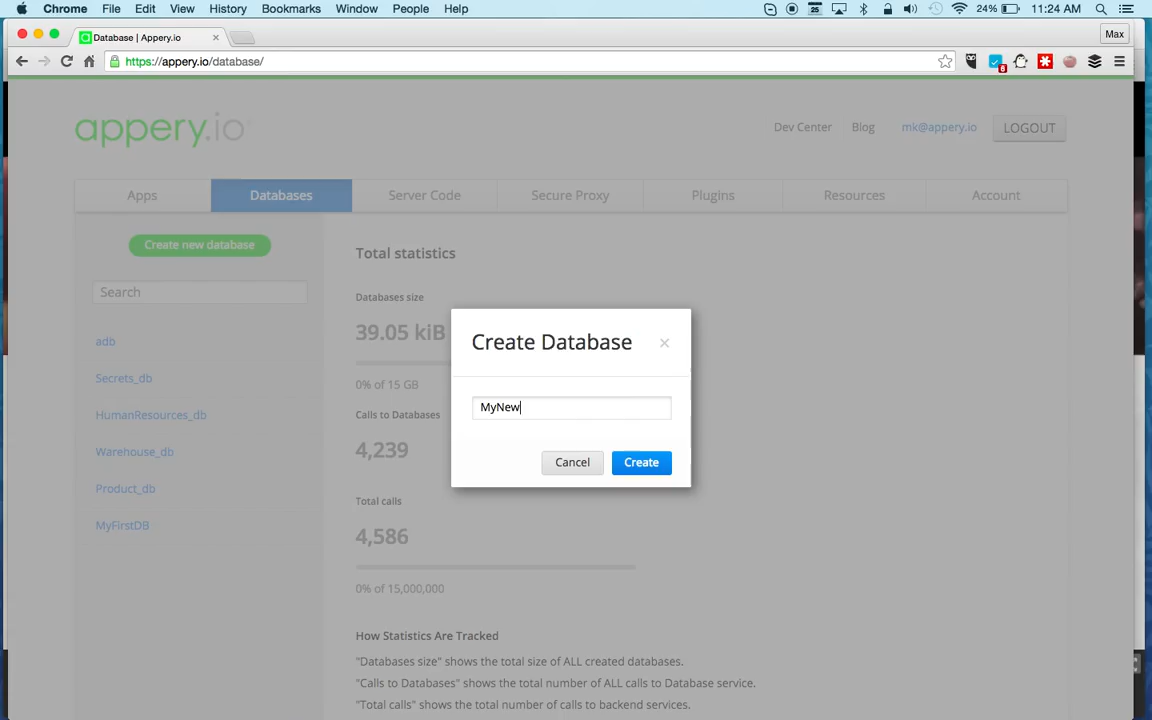 Chrome File Edit View History Bookmarks Window People Help
25 24% 11:24 AM
Database | Appery.io
Max
https://appery.io/database/
6
appery.io
Dev Center Blog mk@appery.io LOGOUT
Apps Databases Server Code Secure Proxy Plugins Resources Account
Create new database
Search
adb
Secrets_db
HumanResources_db
Warehouse_db
Product_db
MyFirstDB
Total statistics
Databases size
39.05 kiB
0% of 15 GB
Calls to Databases
4,239
Total calls
4,586
0% of 15,000,000
How Statistics Are Tracked
"Databases size" shows the total size of ALL created databases.
"Calls to Databases" shows the total number of ALL calls to Database service.
"Total calls" shows the total number of calls to backend services.
Create Database
MyNew
Cancel Create